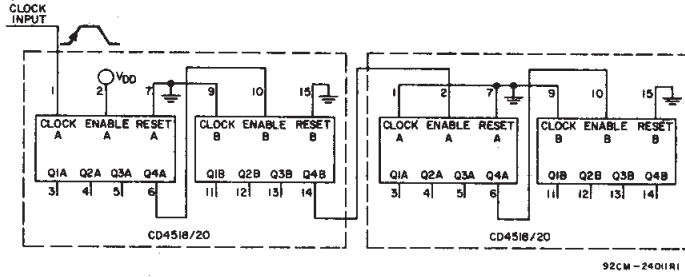 CLOCK
INPUT
VDD
1 2 7 9 10 15 1 2 7 9 10 15
CLOCK ENABLE RESET CLOCK ENABLE RESET CLOCK ENABLE RESET CLOCK ENABLE RESET
A A A B B B A A A B B B
Q1A Q2A Q3A Q4A Q1B Q2B Q3B Q4B Q1A Q2A Q3A Q4A Q1B Q2B Q3B Q4B
3 4 5 6 11 12 13 14 3 4 5 6 11 12 13 14
CD4518/20 CD4518/20
92CM-24011R1